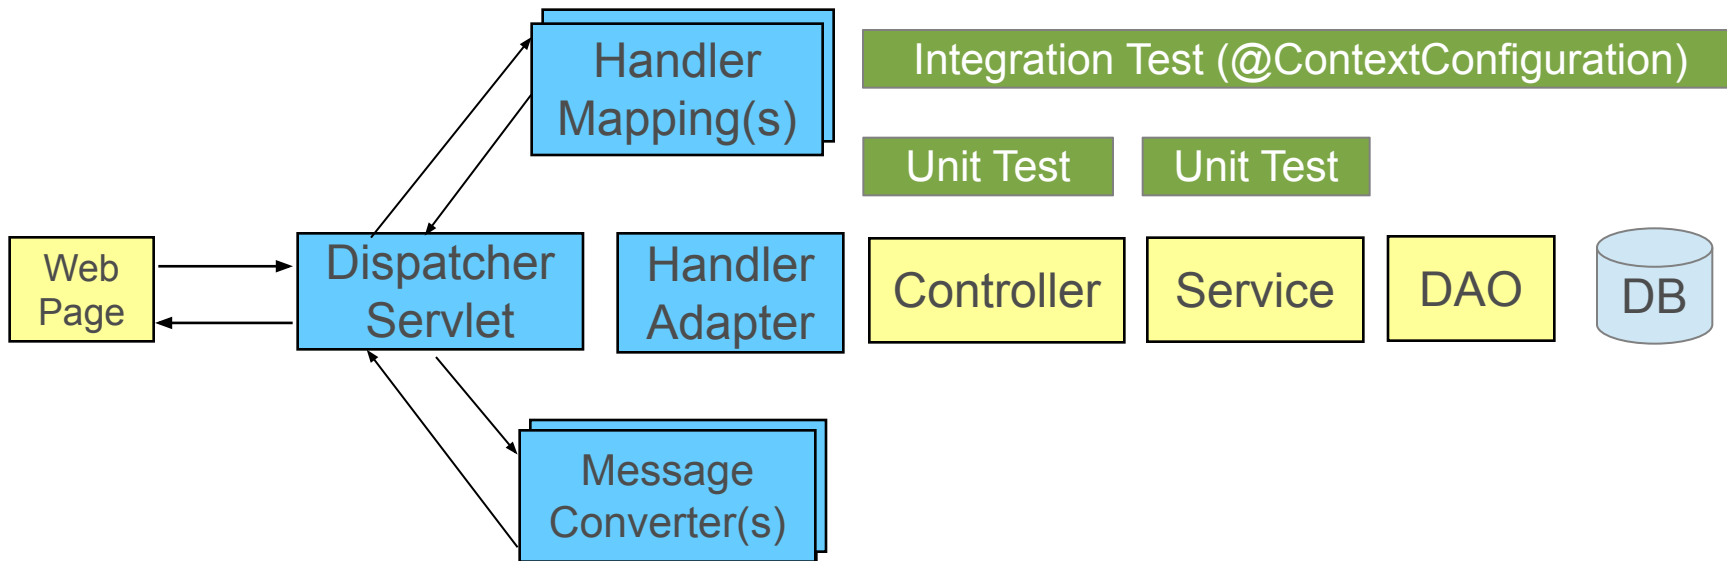 Handler
Mapping(s)
Integration Test (@ContextConfiguration)
Unit Test
Unit Test
Web
Page
Dispatcher
Servlet
Handler
Adapter
Controller
Service
DAO
DB
Message
Converter(s)